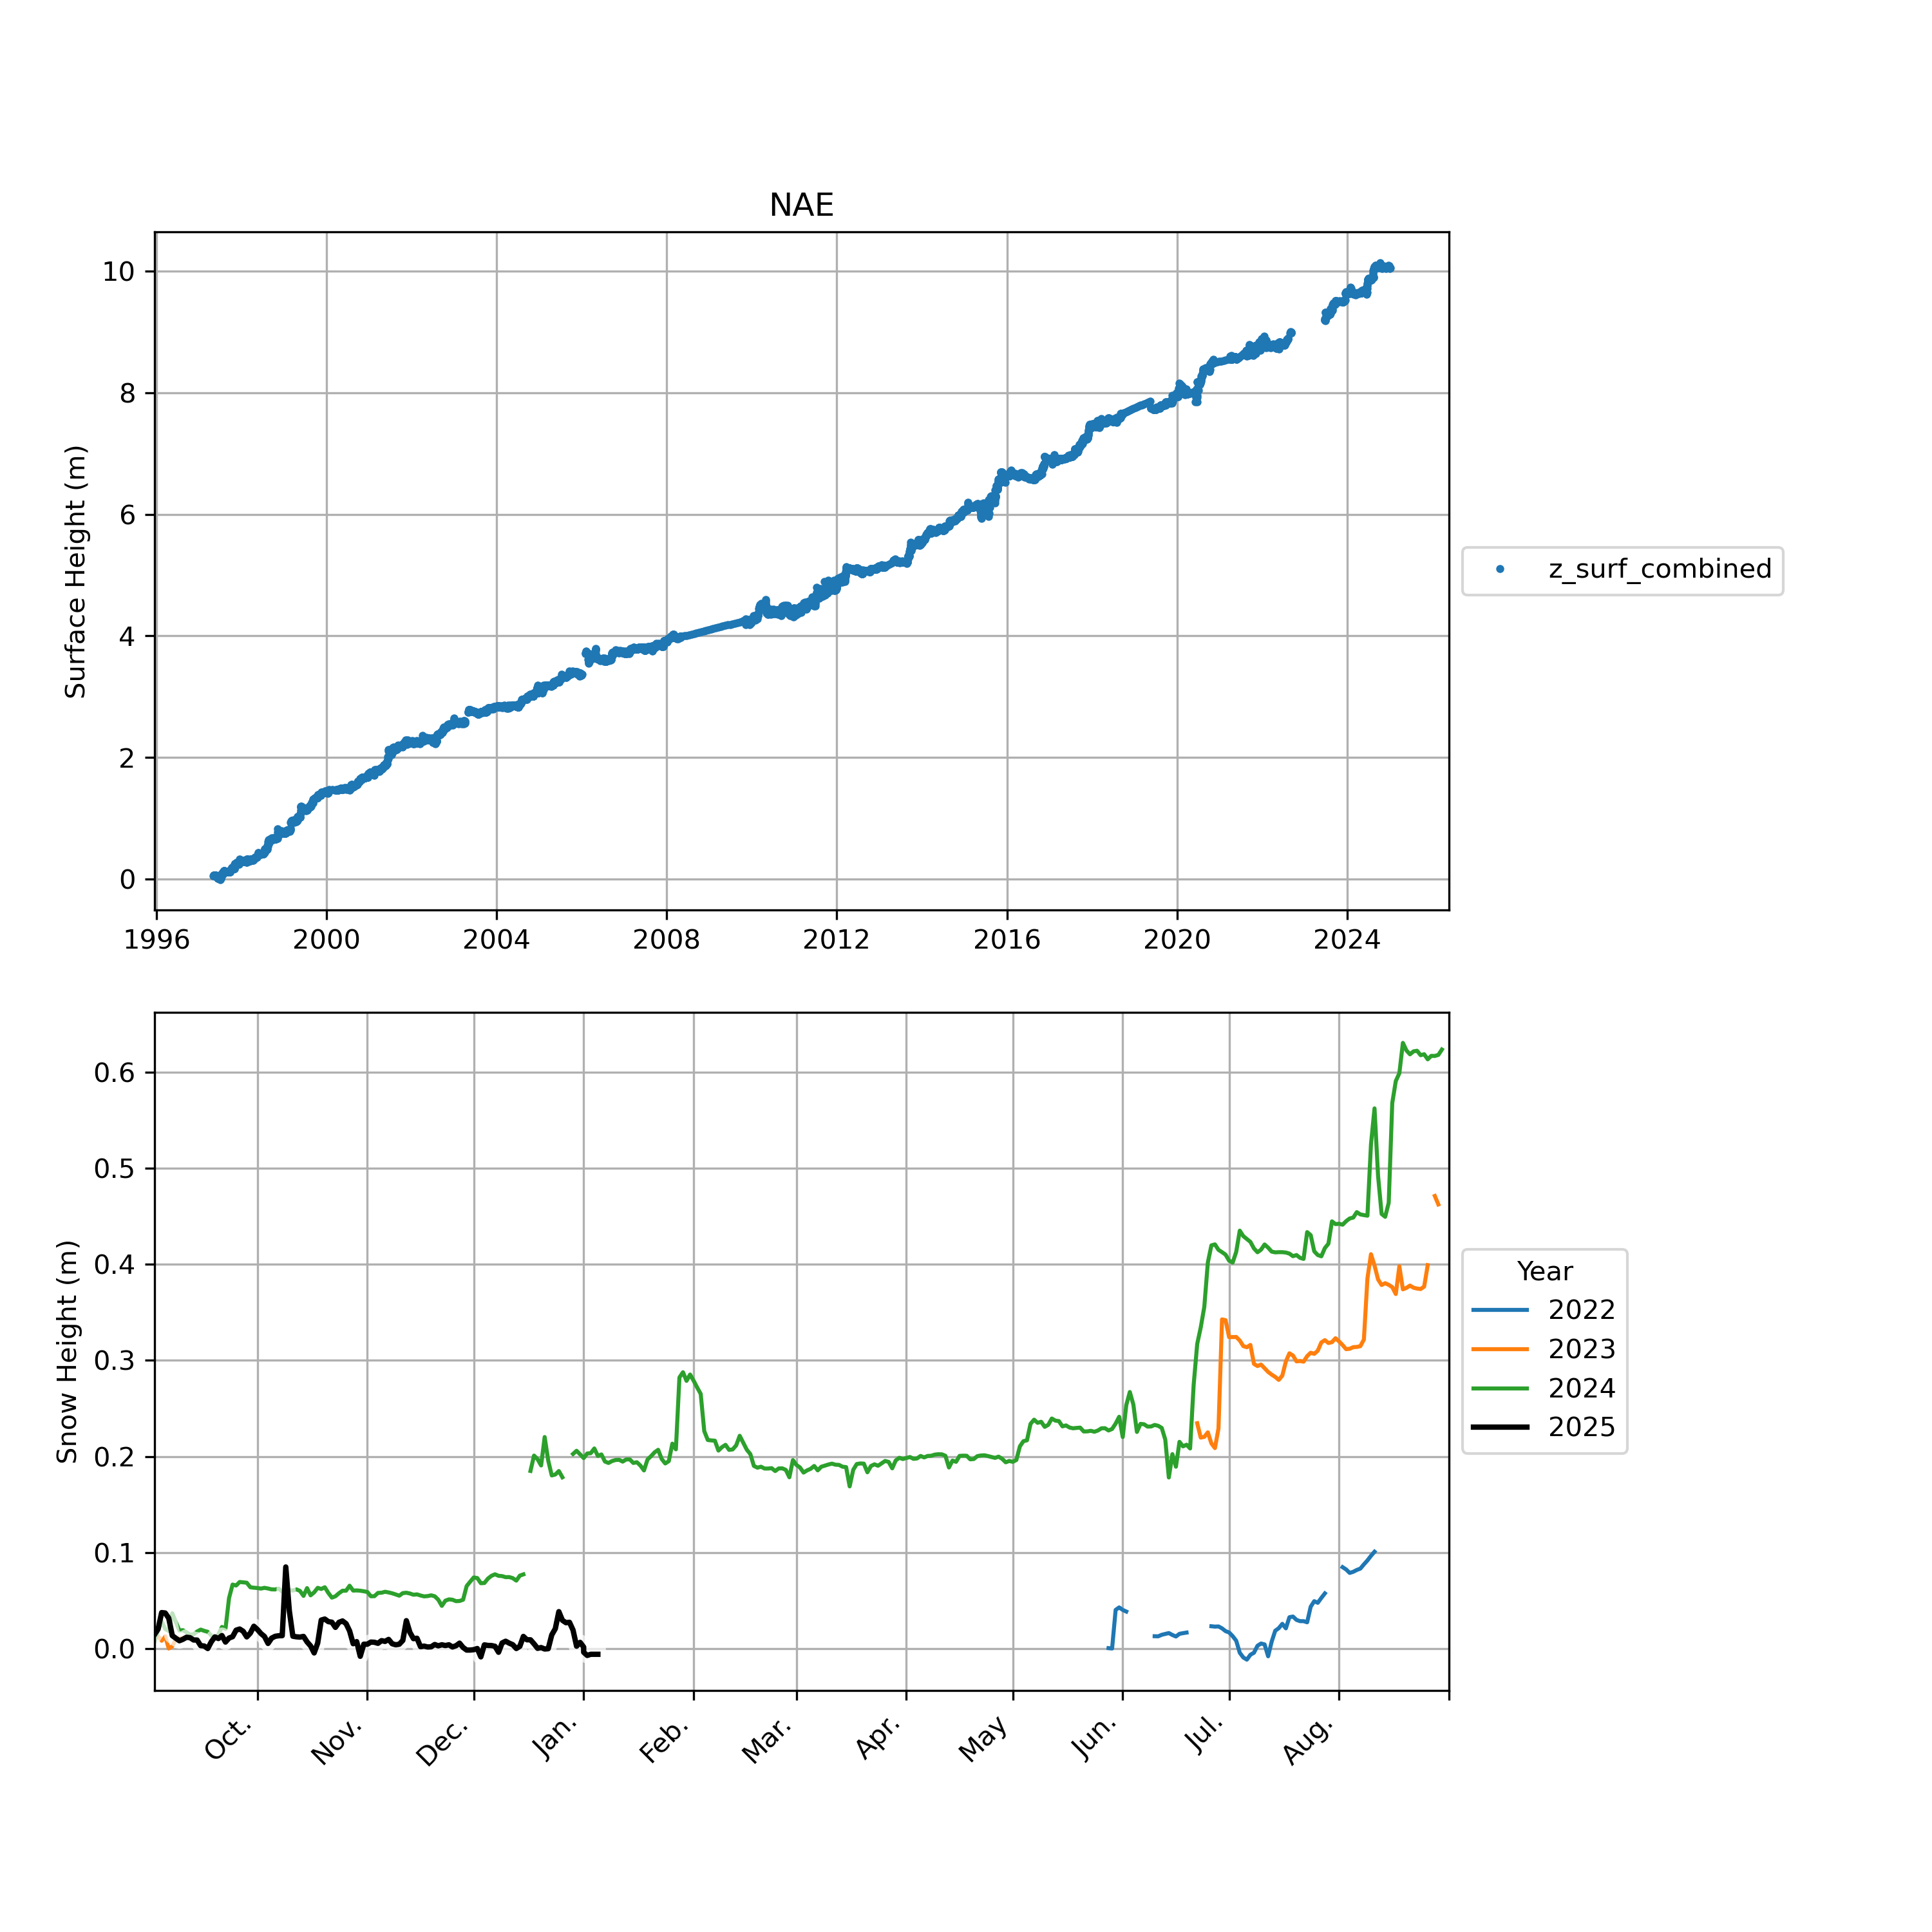 NAE
Surface Height (m)
10
8
6
4
2
0
1996 2000 2004 2008 2012 2016 2020 2024
z_surf_combined
Snow Height (m)
0.6
0.5
0.4
0.3
0.2
0.1
0.0
Oct. Nov. Dec. Jan. Feb. Mar. Apr. May Jun. Jul. Aug.
Year
2022
2023
2024
2025